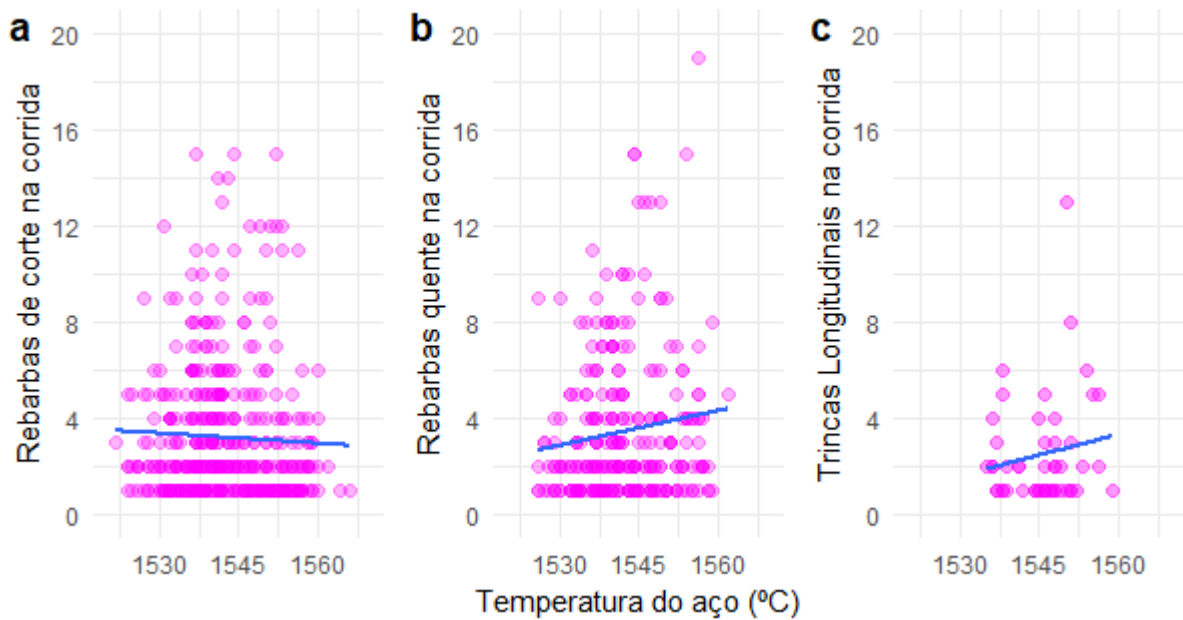 a
Rebarbas de corte na corrida
20
16
12
8
4
0
1530 1545 1560
b
Rebarbas quente na corrida
20
16
12
8
4
0
1530 1545 1560
c
Trincas Longitudinais na corrida
20
16
12
8
4
0
1530 1545 1560
Temperatura do aço (ºC)